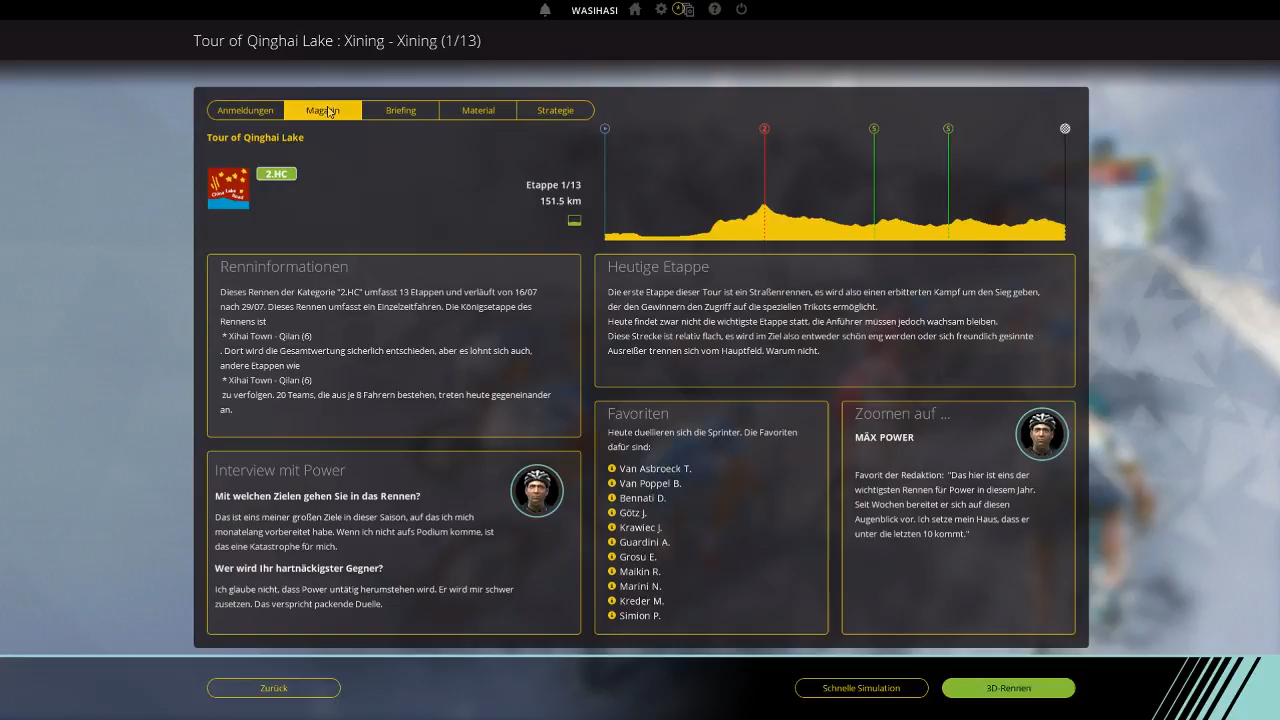 WASIHASI
Tour of Qinghai Lake : Xining - Xining (1/13)
Anmeldungen
Magazin
Briefing
Material
Strategie
Tour of Qinghai Lake
2.HC
Etappe 1/13
151.5 km
2
S
S
Renninformationen
Dieses Rennen der Kategorie "2.HC" umfasst 13 Etappen und verläuft von 16/07
nach 29/07. Dieses Rennen umfasst ein Einzelzeitfahren. Die Königsetappe des
Rennens ist
* Xihai Town - Qilan (6)
. Dort wird die Gesamtwertung sicherlich entschieden, aber es lohnt sich auch,
andere Etappen wie
* Xihai Town - Qilan (6)
zu verfolgen. 20 Teams, die aus je 8 Fahrern bestehen, treten heute gegeneinander
an.
Heutige Etappe
Die erste Etappe dieser Tour ist ein Straßenrennen, es wird also einen erbitterten Kampf um den Sieg geben,
der den Gewinnern den Zugriff auf die speziellen Trikots ermöglicht.
Heute findet zwar nicht die wichtigste Etappe statt, die Anführer müssen jedoch wachsam bleiben.
Diese Strecke ist relativ flach, es wird im Ziel also entweder schön eng werden oder sich freundlich gesinnte
Ausreißer trennen sich vom Hauptfeld. Warum nicht.
Interview mit Power
Mit welchen Zielen gehen Sie in das Rennen?
Das ist eins meiner großen Ziele in dieser Saison, auf das ich mich
monatelang vorbereitet habe. Wenn ich nicht aufs Podium komme, ist
das eine Katastrophe für mich.
Wer wird Ihr hartnäckigster Gegner?
Ich glaube nicht, dass Power untätig herumstehen wird. Er wird mir schwer
zusetzen. Das verspricht packende Duelle.
Favoriten
Heute duellieren sich die Sprinter. Die Favoriten
dafür sind:
Van Asbroeck T.
Van Poppel B.
Bennati D.
Götz J.
Krawiec J.
Guardini A.
Grosu E.
Maikin R.
Marini N.
Kreder M.
Simion P.
Zoomen auf ...
MÄX POWER
Favorit der Redaktion: "Das hier ist eins der
wichtigsten Rennen für Power in diesem Jahr.
Seit Wochen bereitet er sich auf diesen
Augenblick vor. Ich setze mein Haus, dass er
unter die letzten 10 kommt."
Zurück
Schnelle Simulation
3D-Rennen